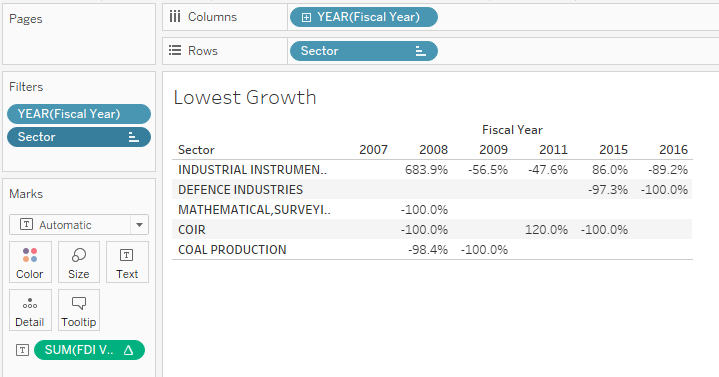 Pages
Columns
YEAR(Fiscal Year)
Rows
Sector
Filters
YEAR(Fiscal Year)
Sector
Marks
Automatic
Color Size Text
Detail Tooltip
SUM(FDI V..
Lowest Growth
Fiscal Year
Sector 2007 2008 2009 2011 2015 2016
INDUSTRIAL INSTRUMEN.. 683.9% -56.5% -47.6% 86.0% -89.2%
DEFENCE INDUSTRIES -97.3% -100.0%
MATHEMATICAL,SURVEYI.. -100.0%
COIR -100.0% 120.0% -100.0%
COAL PRODUCTION -98.4% -100.0%